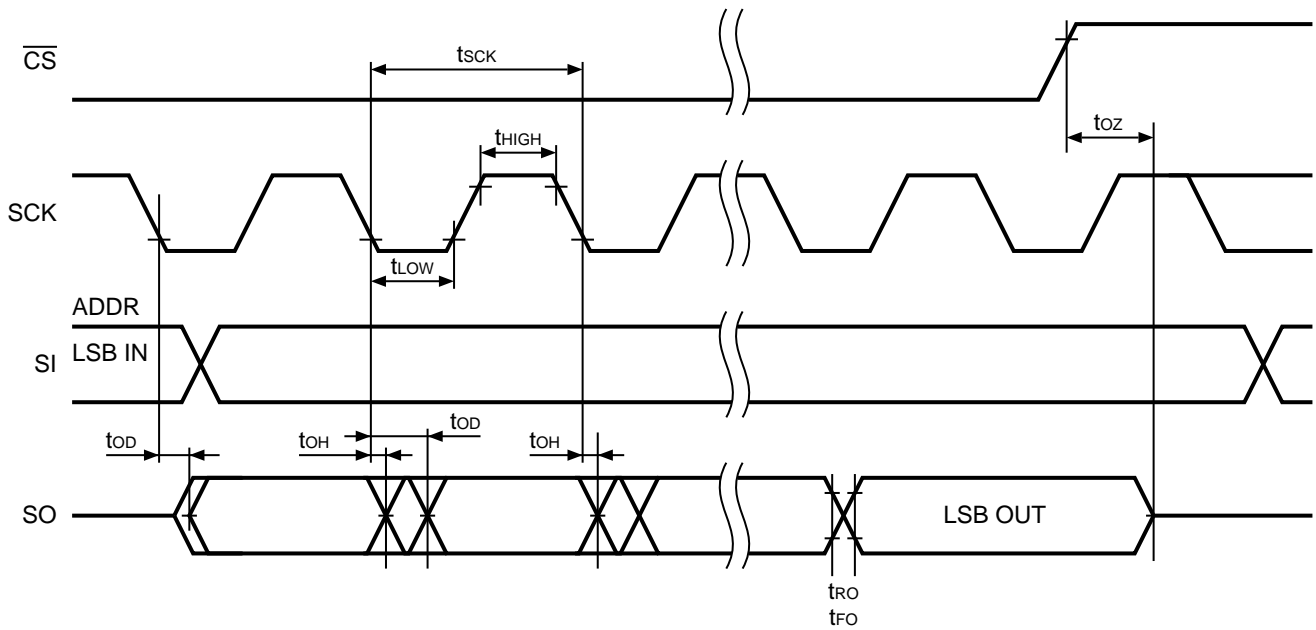 CS
tSCK
tOZ
tHIGH
SCK
tLOW
ADDR
LSB IN
SI
tOD
tOH
tOD
tOH
SO
LSB OUT
tRO
tFO